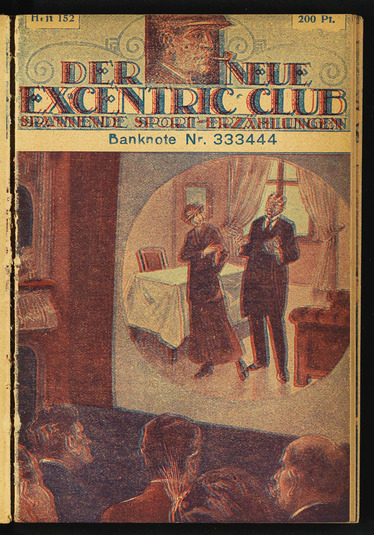 Heft 152
200 Pf.
DER NEUE
EXCENTRIC-CLUB
SPANNENDE SPORT-ERZÄHLUNGEN
Banknote Nr. 333444